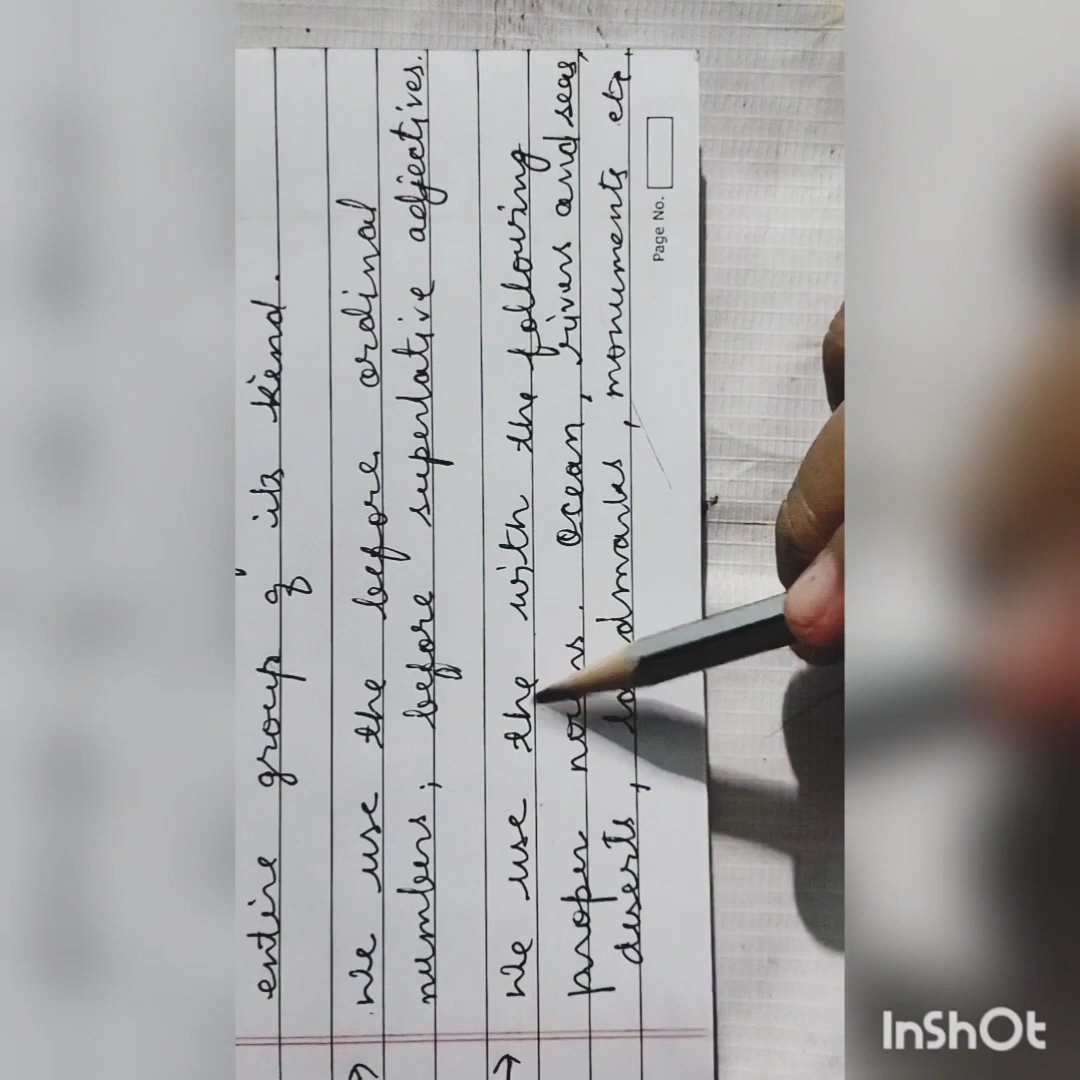 entire group of its kind.
→ We use the before ordinal
numbers; before superlative adjectives.
→ We use the with the following
proper nouns. ocean, rivers and seas,
deserts, landmarks, monuments etc.
Page No.
InShOt